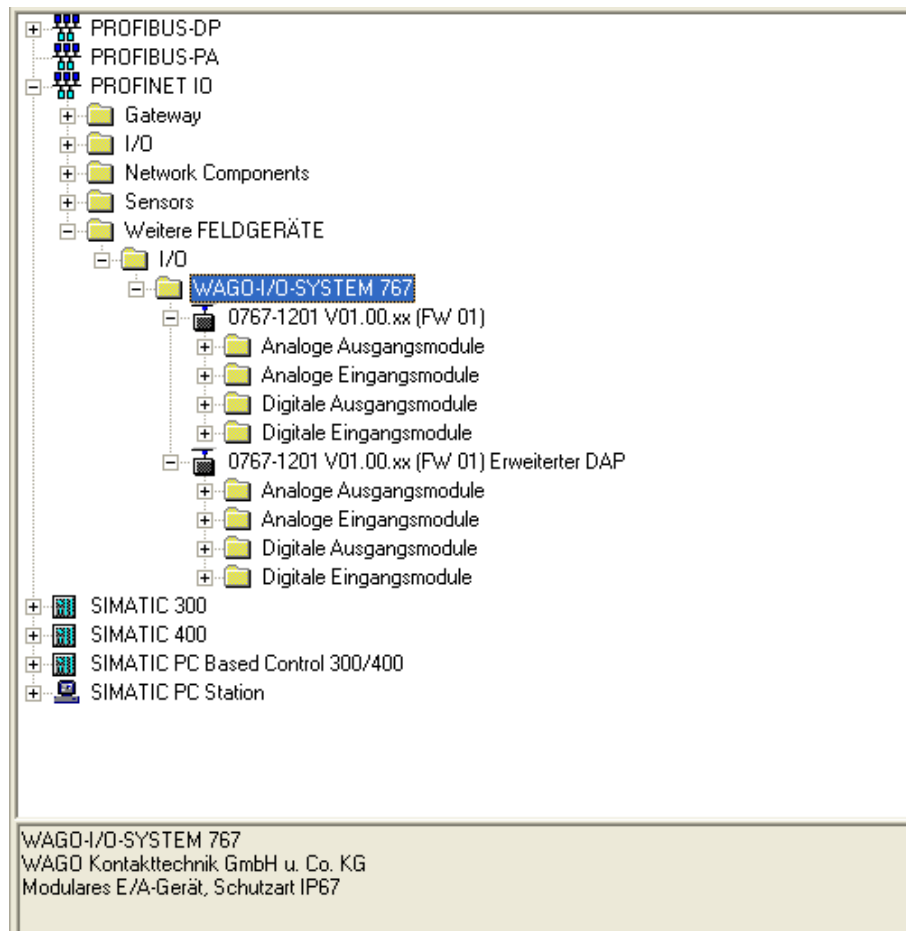 PROFIBUS-DP
PROFIBUS-PA
PROFINET IO
Gateway
I/O
Network Components
Sensors
Weitere FELDGERÄTE
I/O
WAGO-I/O-SYSTEM 767
0767-1201 V01.00.xx (FW 01)
Analoge Ausgangsmodule
Analoge Eingangsmodule
Digitale Ausgangsmodule
Digitale Eingangsmodule
0767-1201 V01.00.xx (FW 01) Erweiterter DAP
Analoge Ausgangsmodule
Analoge Eingangsmodule
Digitale Ausgangsmodule
Digitale Eingangsmodule
SIMATIC 300
SIMATIC 400
SIMATIC PC Based Control 300/400
SIMATIC PC Station
WAGO-I/O-SYSTEM 767
WAGO Kontakttechnik GmbH u. Co. KG
Modulares E/A-Gerät, Schutzart IP67